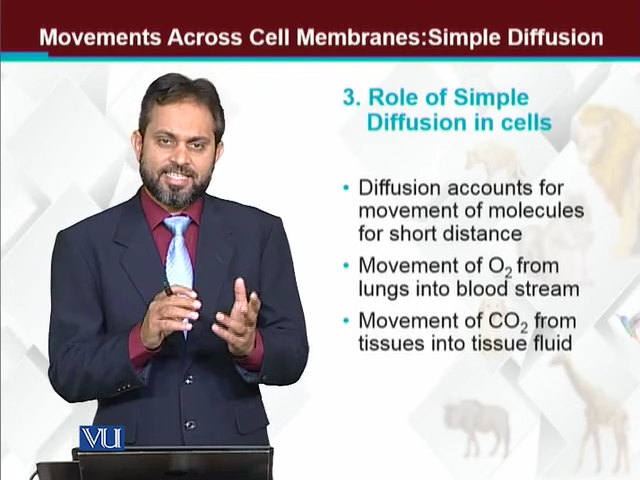 Movements Across Cell Membranes:Simple Diffusion
3. Role of Simple
Diffusion in cells
• Diffusion accounts for
movement of molecules
for short distance
• Movement of O₂ from
lungs into blood stream
• Movement of CO₂ from
tissues into tissue fluid
VU